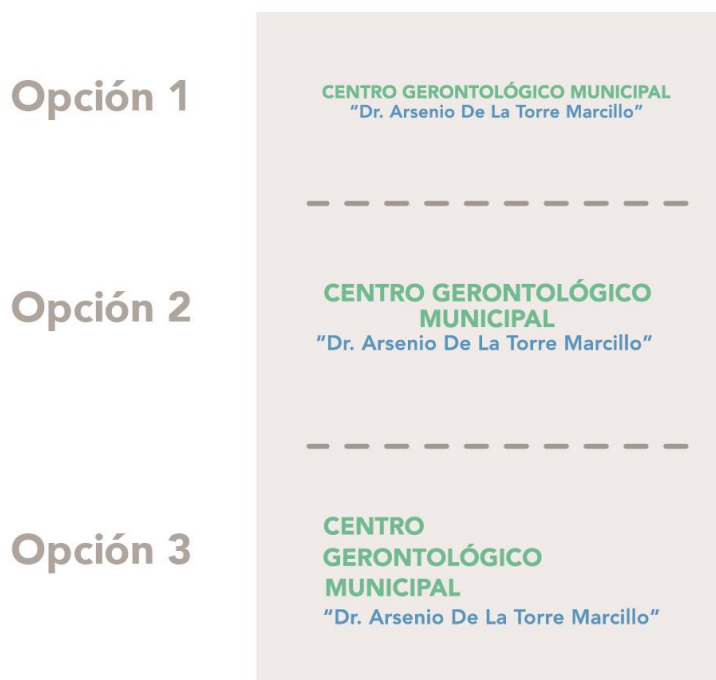 Opción 1
CENTRO GERONTOLÓGICO MUNICIPAL
“Dr. Arsenio De La Torre Marcillo”
Opción 2
CENTRO GERONTOLÓGICO
MUNICIPAL
“Dr. Arsenio De La Torre Marcillo”
Opción 3
CENTRO
GERONTOLÓGICO
MUNICIPAL
“Dr. Arsenio De La Torre Marcillo”